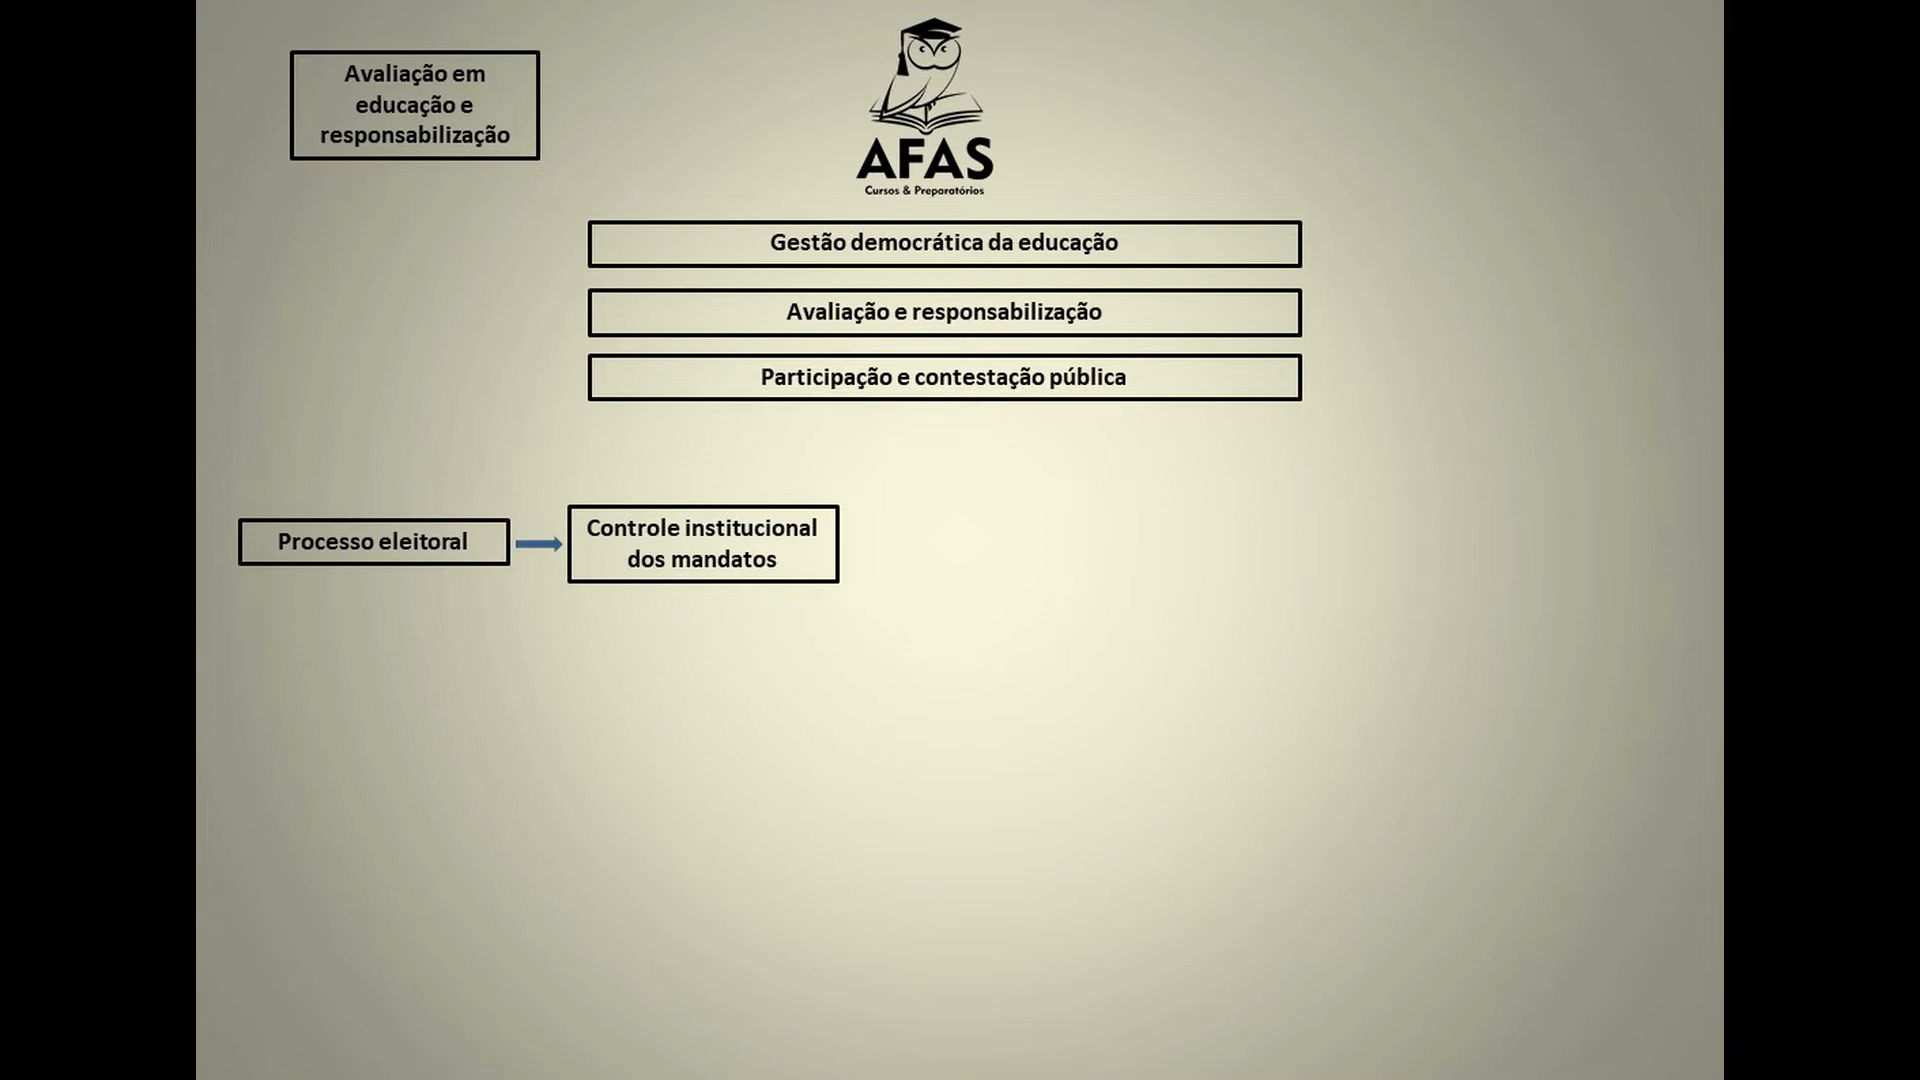 Avaliação em
educação e
responsabilização
AFAS
Cursos & Preparatórios
Gestão democrática da educação
Avaliação e responsabilização
Participação e contestação pública
Processo eleitoral
Controle institucional
dos mandatos